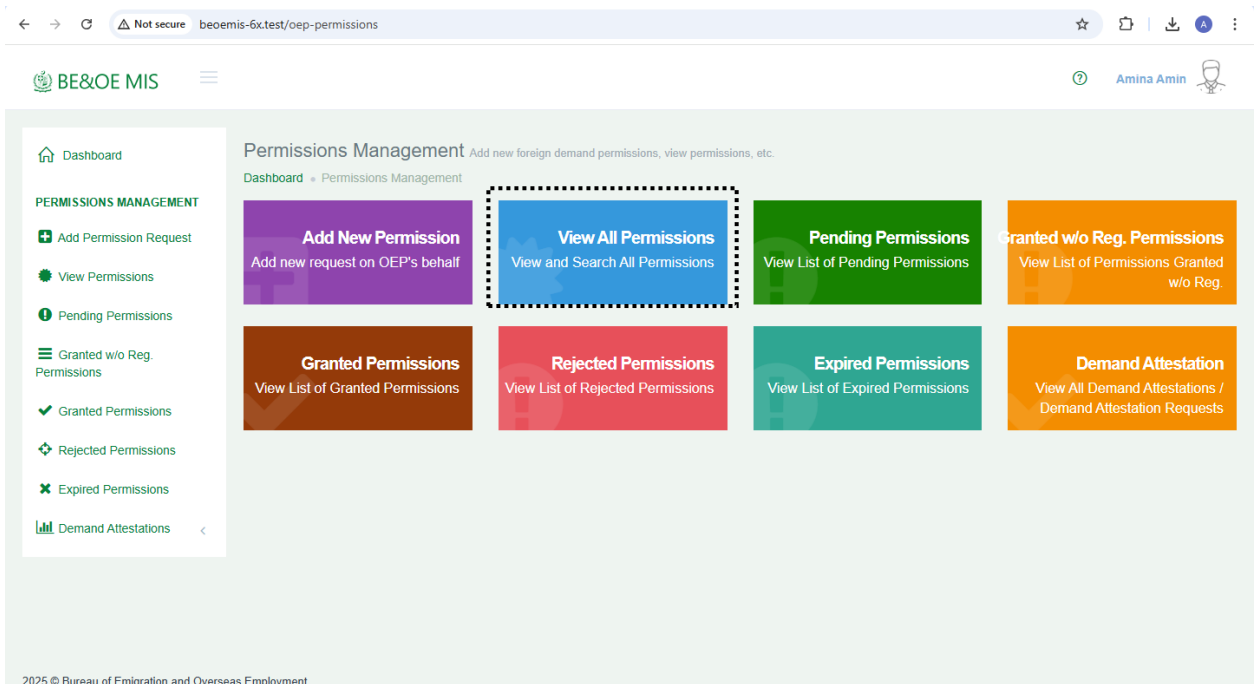 Not secure beoemis-6x.test/oep-permissions
A
BE&OE MIS
Amina Amin
Dashboard
PERMISSIONS MANAGEMENT
Add Permission Request
View Permissions
Pending Permissions
Granted w/o Reg.
Permissions
Granted Permissions
Rejected Permissions
Expired Permissions
Demand Attestations
Permissions Management Add new foreign demand permissions, view permissions, etc.
Dashboard Permissions Management
Add New Permission
Add new request on OEP's behalf
View All Permissions
View and Search All Permissions
Pending Permissions
View List of Pending Permissions
Granted w/o Reg. Permissions
View List of Permissions Granted
w/o Reg.
Granted Permissions
View List of Granted Permissions
Rejected Permissions
View List of Rejected Permissions
Expired Permissions
View List of Expired Permissions
Demand Attestation
View All Demand Attestations /
Demand Attestation Requests
2025 © Bureau of Emigration and Overseas Employment